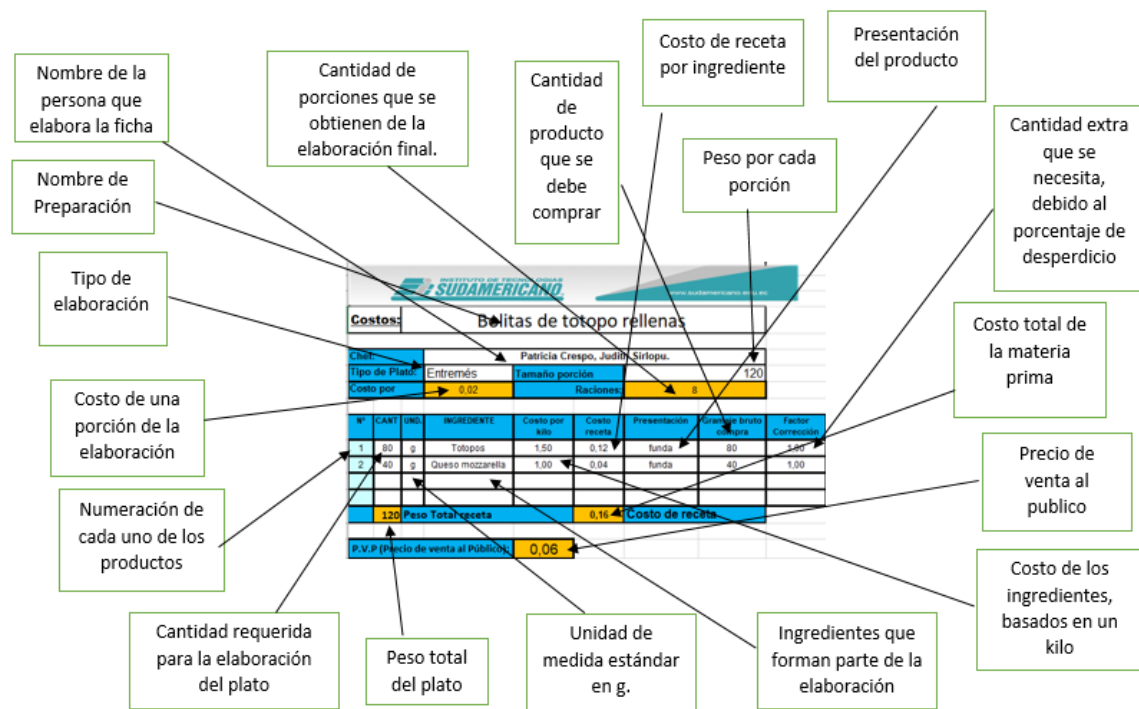 Nombre de la
persona que
elabora la ficha
Cantidad de
porciones que se
obtienen de la
elaboración final.
Costo de receta
por ingrediente
Presentación
del producto
Cantidad
de
producto
que se
debe
comprar
Peso por cada
porción
Cantidad extra
que se
necesita,
debido al
porcentaje de
desperdicio
Nombre de
Preparación
Tipo de
elaboración
INSTITUTO DE TECNOLOGIAS
SUDAMERICANO
www.sudamericano.edu.ec
Costos: Bolitas de totopo rellenas
Chef: Patricia Crespo, Judith Sirlopu.
Tipo de Plato: Entremés Tamaño porción 120
Costo por 0,02 Raciones: 8
Costo total de
la materia
prima
Costo de una
porción de la
elaboración
N° CANT UND. INGREDIENTE Costo por kilo Costo receta Presentación Gramaje bruto compra Factor Corrección
1 80 g Totopos 1,50 0,12 funda 80 1,00
2 40 g Queso mozzarella 1,00 0,04 funda 40 1,00
120 Peso Total receta 0,16 Costo de receta
P.V.P (Precio de venta al Público): 0,06
Precio de
venta al
publico
Numeración de
cada uno de los
productos
Costo de los
ingredientes,
basados en un
kilo
Cantidad requerida
para la elaboración
del plato
Peso total
del plato
Unidad de
medida estándar
en g.
Ingredientes que
forman parte de la
elaboración